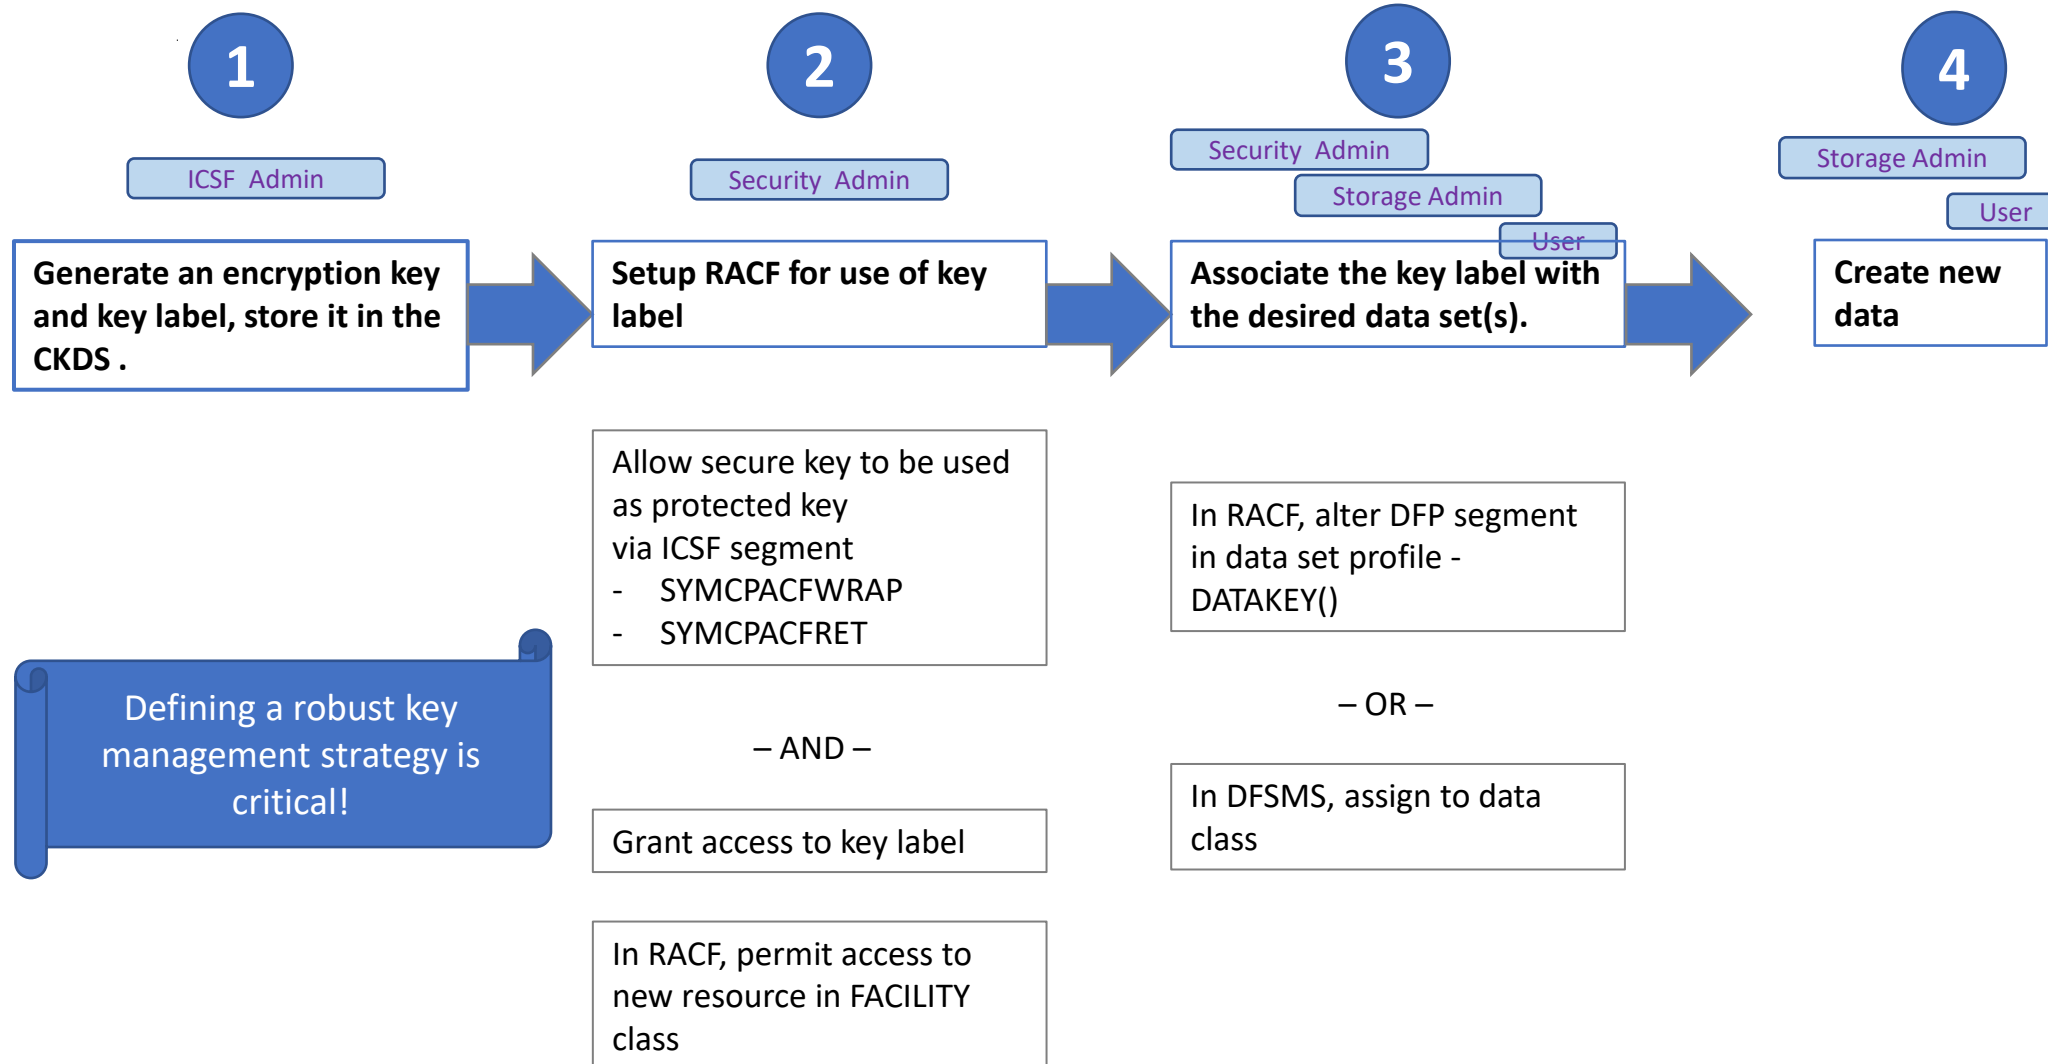 1
ICSF  Admin
Generate an encryption key
and key label, store it in the
CKDS .
Defining a robust key
management strategy is
critical!
2
Security  Admin
Setup RACF for use of key
label
Allow secure key to be used
as protected key
via ICSF segment
- SYMCPACFWRAP
- SYMCPACFRET
– AND –
Grant access to key label
In RACF, permit access to
new resource in FACILITY
class
3
Security  Admin
Storage Admin
User
Associate the key label with
the desired data set(s).
In RACF, alter DFP segment
in data set profile -
DATAKEY()
– OR –
In DFSMS, assign to data
class
4
Storage Admin
User
Create new
data